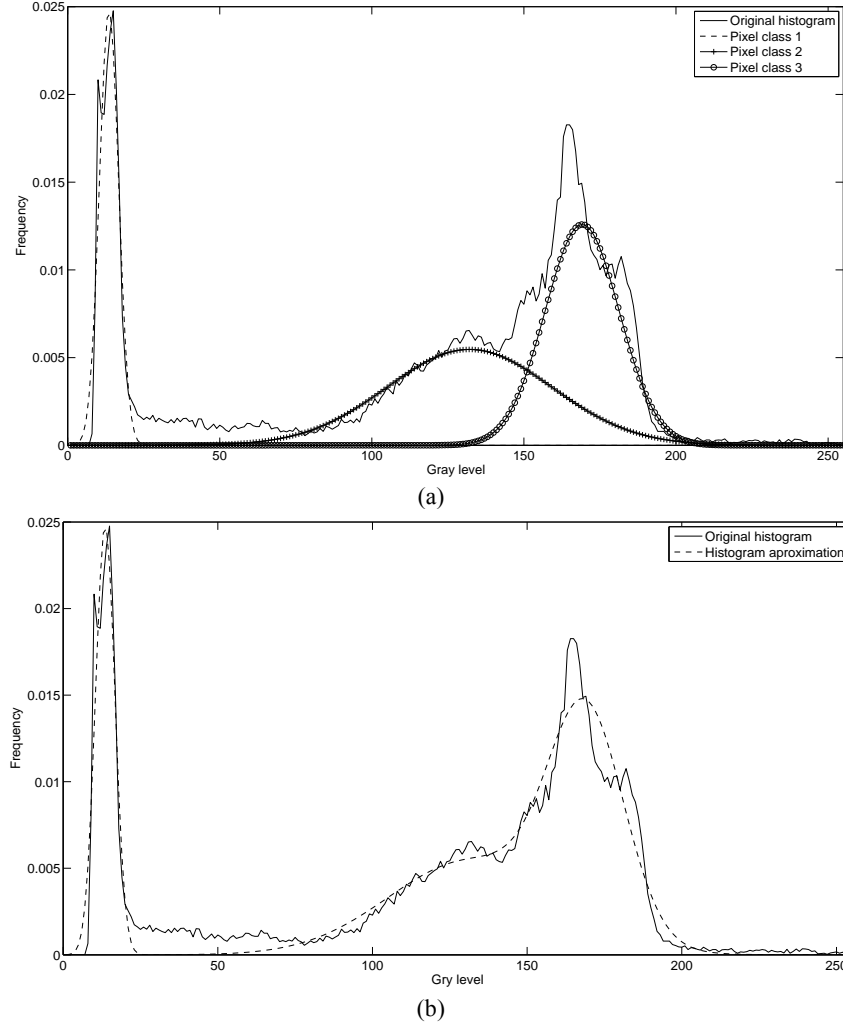 0.025
0.02
0.015
0.01
0.005
0
Frequency
0
50
100
150
200
250
Gray level
Original histogram
Pixel class 1
Pixel class 2
Pixel class 3
(a)
0.025
0.02
0.015
0.01
0.005
0
Frequency
0
50
100
150
200
250
Gry level
Original histogram
Histogram aproximation
(b)